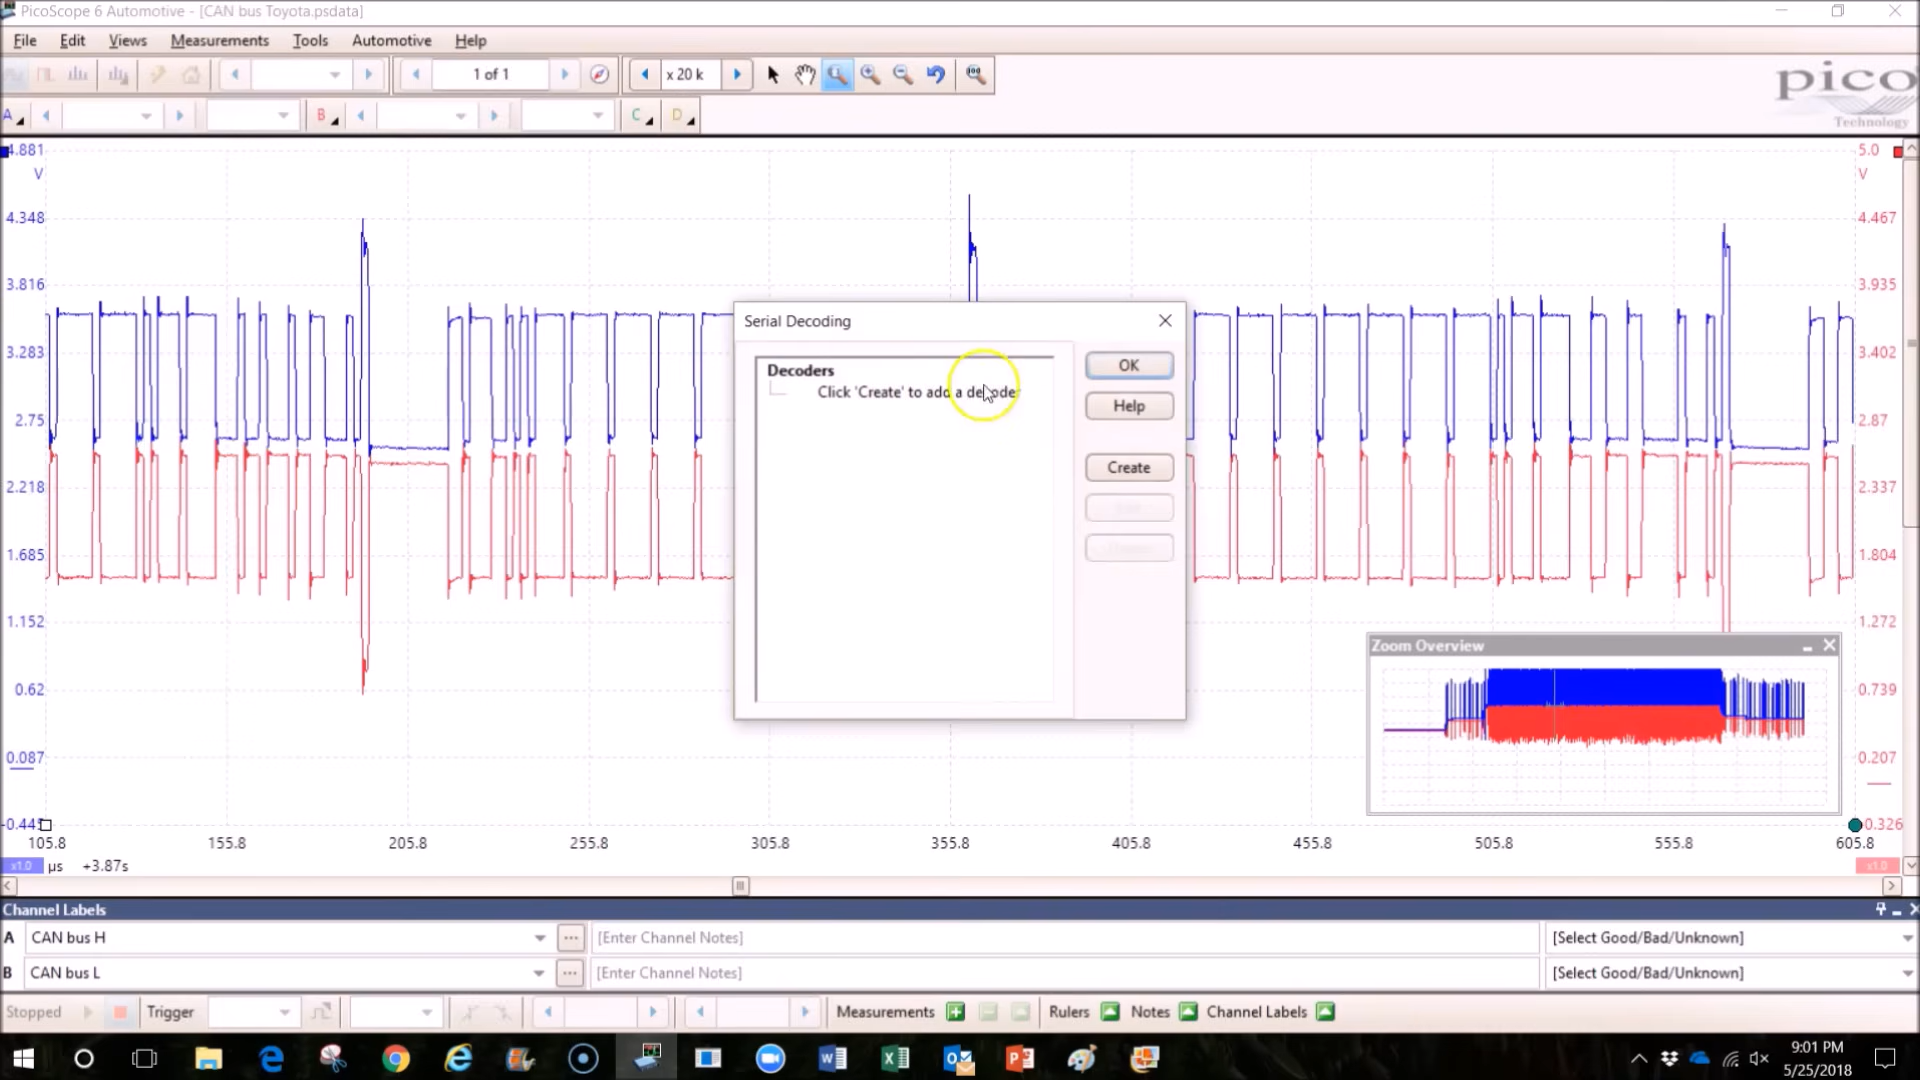 PicoScope 6 Automotive - [CAN bus Toyota.psdata]
File Edit Views Measurements Tools Automotive Help
1 of 1 x 20 k
pico
Technology
A B C D
4.881 5.0
V V
4.348 4.467
3.816 3.935
3.283 3.402
2.75 2.87
2.218 2.337
1.685 1.804
1.152 1.272
0.62 0.739
0.087 0.207
-0.445 -0.326
Serial Decoding
Decoders
Click 'Create' to add a decoder
OK
Help
Create
Zoom Overview
105.8 155.8 205.8 255.8 305.8 355.8 405.8 455.8 505.8 555.8 605.8
x1.0 µs +3.87s x1.0
Channel Labels
A CAN bus H ... [Enter Channel Notes] [Select Good/Bad/Unknown]
B CAN bus L ... [Enter Channel Notes] [Select Good/Bad/Unknown]
Stopped Trigger Measurements Rulers Notes Channel Labels
9:01 PM
5/25/2018